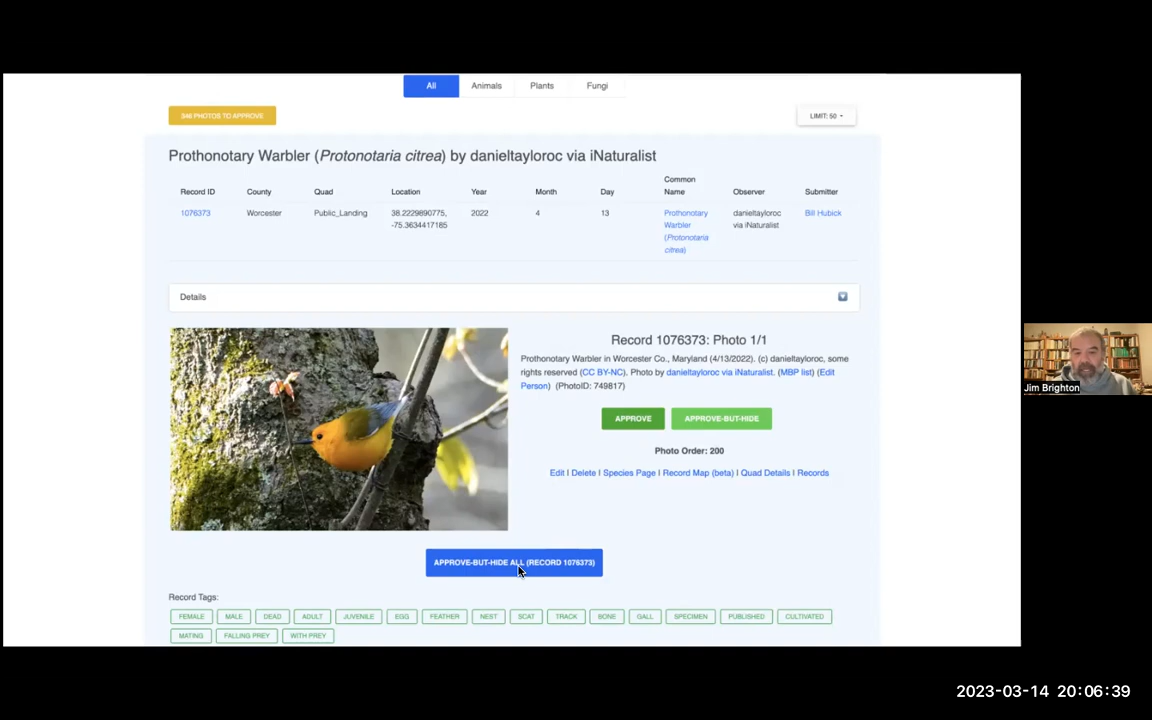 All Animals Plants Fungi
546 PHOTOS TO APPROVE
LIMIT: 50
Prothonotary Warbler (Protonotaria citrea) by danieltayloroc via iNaturalist
Record ID County Quad Location Year Month Day Common Name Observer Submitter
1076373 Worcester Public_Landing 38.2229890775, -75.3634417185 2022 4 13 Prothonotary Warbler (Protonotaria citrea) danieltayloroc via iNaturalist Bill Hubick
Details
Record 1076373: Photo 1/1
Prothonotary Warbler in Worcester Co., Maryland (4/13/2022). (c) danieltayloroc, some
rights reserved (CC BY-NC). Photo by danieltayloroc via iNaturalist. (MBP list) (Edit
Person) (PhotoID: 749817)
APPROVE APPROVE-BUT-HIDE
Photo Order: 200
Edit | Delete | Species Page | Record Map (beta) | Quad Details | Records
Jim Brighton
APPROVE-BUT-HIDE ALL (RECORD 1076373)
Record Tags:
FEMALE MALE DEAD ADULT JUVENILE EGG FEATHER NEST SCAT TRACK BONE GALL SPECIMEN PUBLISHED CULTIVATED
MATING FALLING PREY WITH PREY
2023-03-14 20:06:39